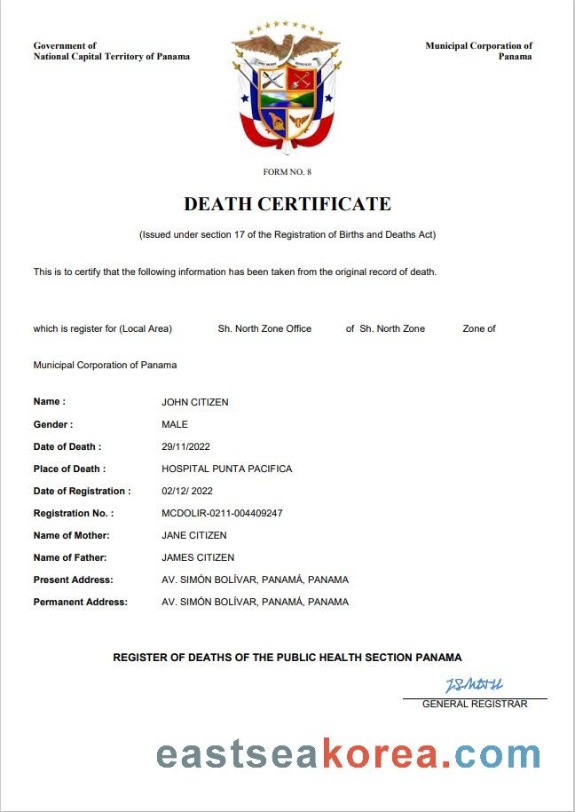 Government of
National Capital Territory of Panama
Municipal Corporation of
Panama
FORM NO. 8
DEATH CERTIFICATE
(Issued under section 17 of the Registration of Births and Deaths Act)
This is to certify that the following information has been taken from the original record of death.
which is register for (Local Area) Sh. North Zone Office of Sh. North Zone Zone of
Municipal Corporation of Panama
Name : JOHN CITIZEN
Gender : MALE
Date of Death : 29/11/2022
Place of Death : HOSPITAL PUNTA PACIFICA
Date of Registration : 02/12/ 2022
Registration No. : MCDOLIR-0211-004409247
Name of Mother: JANE CITIZEN
Name of Father: JAMES CITIZEN
Present Address: AV. SIMÓN BOLÍVAR, PANAMÁ, PANAMA
Permanent Address: AV. SIMÓN BOLÍVAR, PANAMÁ, PANAMA
REGISTER OF DEATHS OF THE PUBLIC HEALTH SECTION PANAMA
GENERAL REGISTRAR
eastseakorea.com